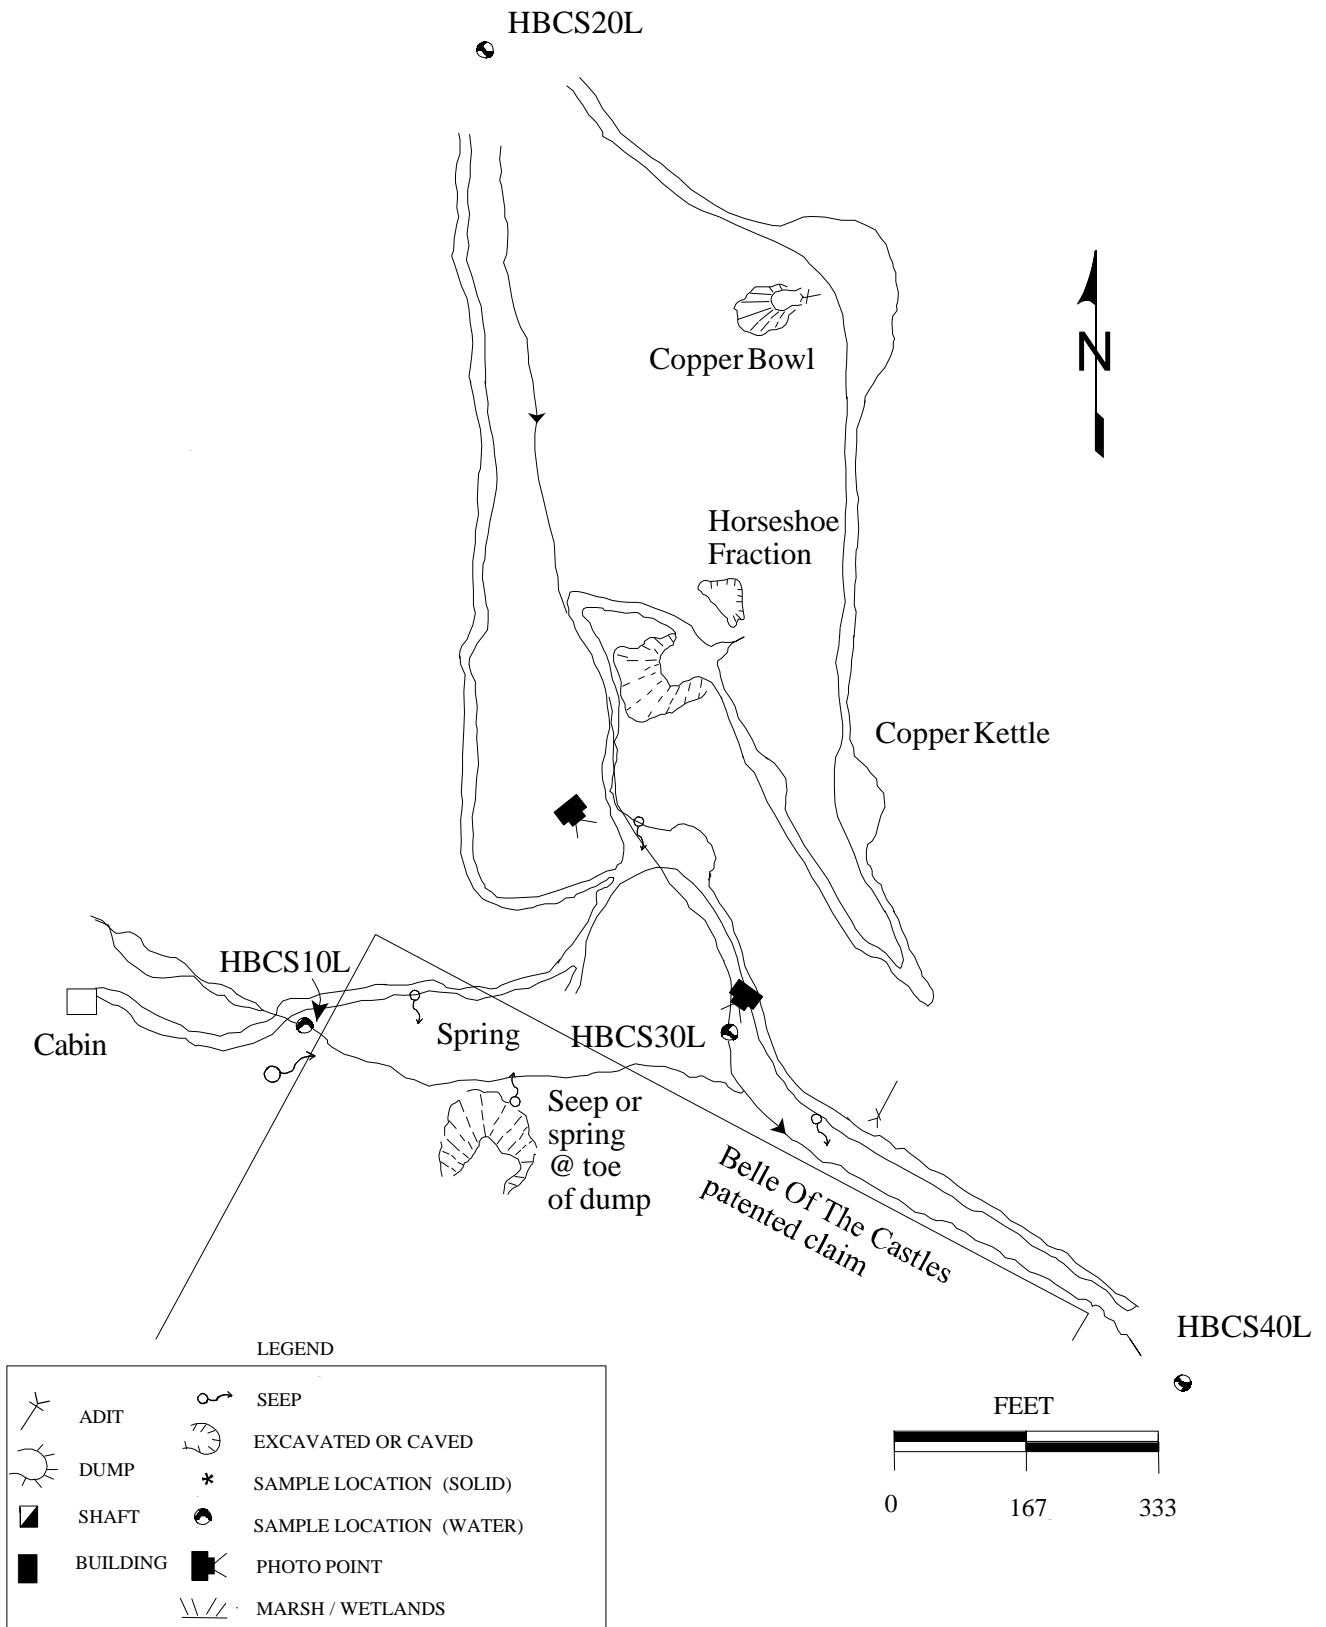 HBCS20L
Copper Bowl
N
Horseshoe
Fraction
Copper Kettle
HBCS10L
Cabin
Spring
HBCS30L
Seep or
spring
@ toe
of dump
Belle Of The Castles
patented claim
HBCS40L
LEGEND
ADIT
SEEP
DUMP
EXCAVATED OR CAVED
SAMPLE LOCATION (SOLID)
SHAFT
SAMPLE LOCATION (WATER)
BUILDING
PHOTO POINT
MARSH / WETLANDS
FEET
0 167 333